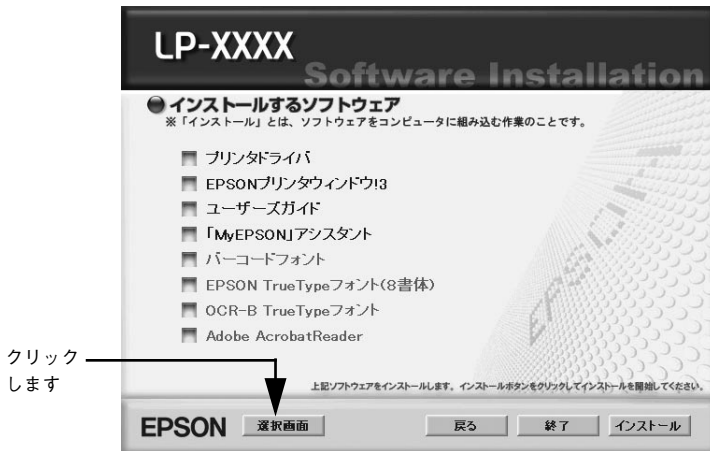 LP-XXXX
Software Installation
インストールするソフトウェア
※「インストール」とは、ソフトウェアをコンピュータに組み込む作業のことです。
プリンタドライバ
EPSONプリンタウィンドウ!3
ユーザーズガイド
「MyEPSON」アシスタント
バーコードフォント
EPSON TrueTypeフォント(8書体)
OCR-B TrueTypeフォント
Adobe AcrobatReader
EPSON
クリック
します
上記ソフトウェアをインストールします。インストールボタンをクリックしてインストールを開始してください。
EPSON 選択画面 戻る 終了 インストール